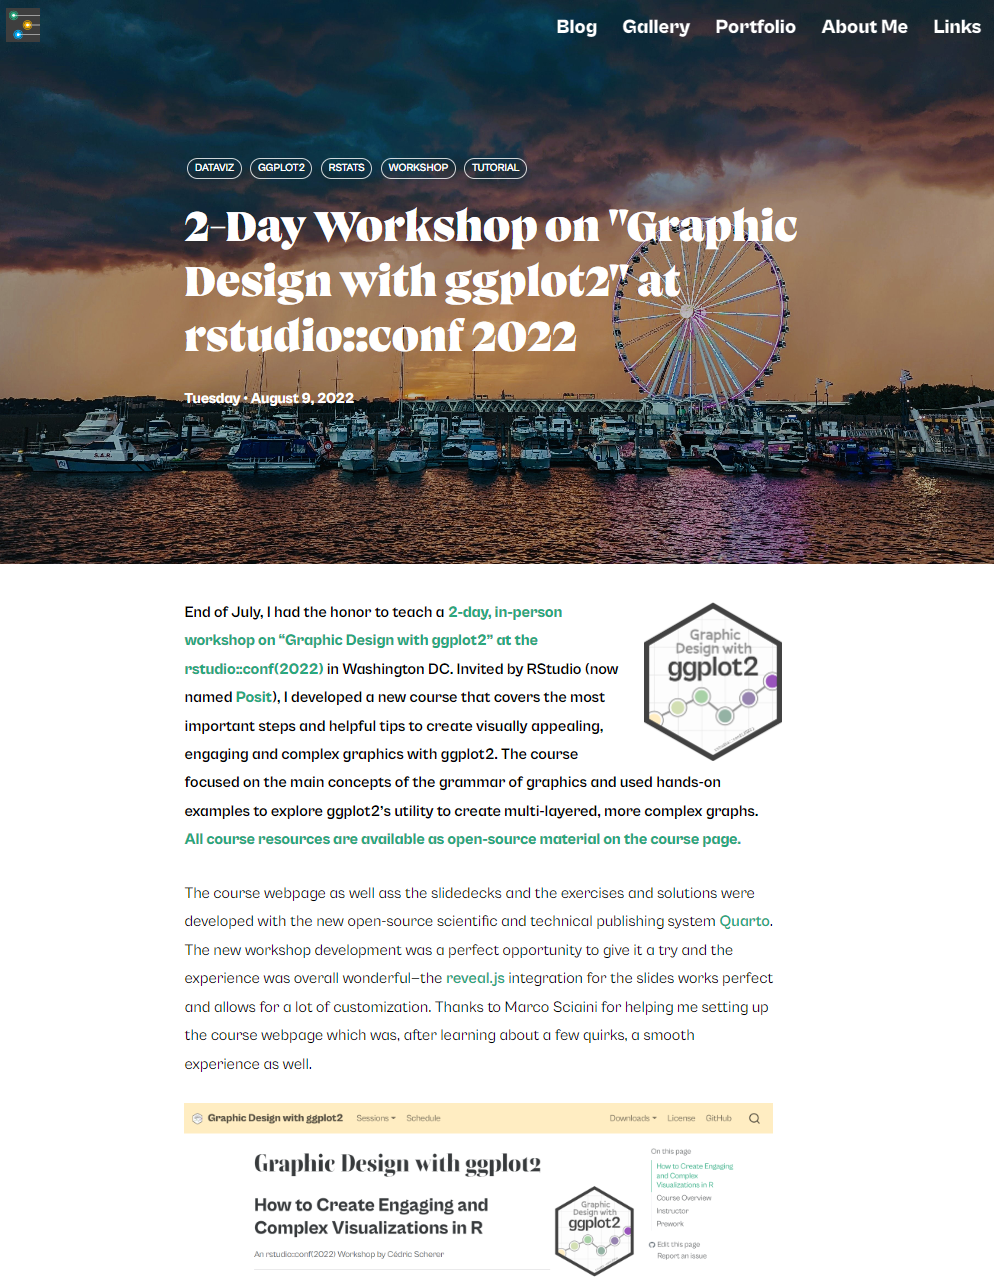 Blog Gallery Portfolio About Me Links
DATAVIZ GGPLOT2 RSTATS WORKSHOP TUTORIAL
2-Day Workshop on "Graphic
Design with ggplot2" at
rstudio::conf 2022
Tuesday • August 9, 2022
End of July, I had the honor to teach a 2-day, in-person
workshop on “Graphic Design with ggplot2” at the
rstudio::conf(2022) in Washington DC. Invited by RStudio (now
named Posit), I developed a new course that covers the most
important steps and helpful tips to create visually appealing,
engaging and complex graphics with ggplot2. The course
focused on the main concepts of the grammar of graphics and used hands-on
examples to explore ggplot2’s utility to create multi-layered, more complex graphs.
All course resources are available as open-source material on the course page.
Graphic
Design with
ggplot2
The course webpage as well ass the slidedecks and the exercises and solutions were
developed with the new open-source scientific and technical publishing system Quarto.
The new workshop development was a perfect opportunity to give it a try and the
experience was overall wonderful—the reveal.js integration for the slides works perfect
and allows for a lot of customization. Thanks to Marco Sciaini for helping me setting up
the course webpage which was, after learning about a few quirks, a smooth
experience as well.
Graphic Design with ggplot2 Sessions Schedule Downloads License GitHub
Graphic Design with ggplot2
How to Create Engaging and
Complex Visualizations in R
An rstudio::conf(2022) Workshop by Cédric Scherer
Graphic
Design with
ggplot2
On this page
How to Create Engaging
and Complex
Visualizations in R
Course Overview
Instructor
Prework
Edit this page
Report an issue